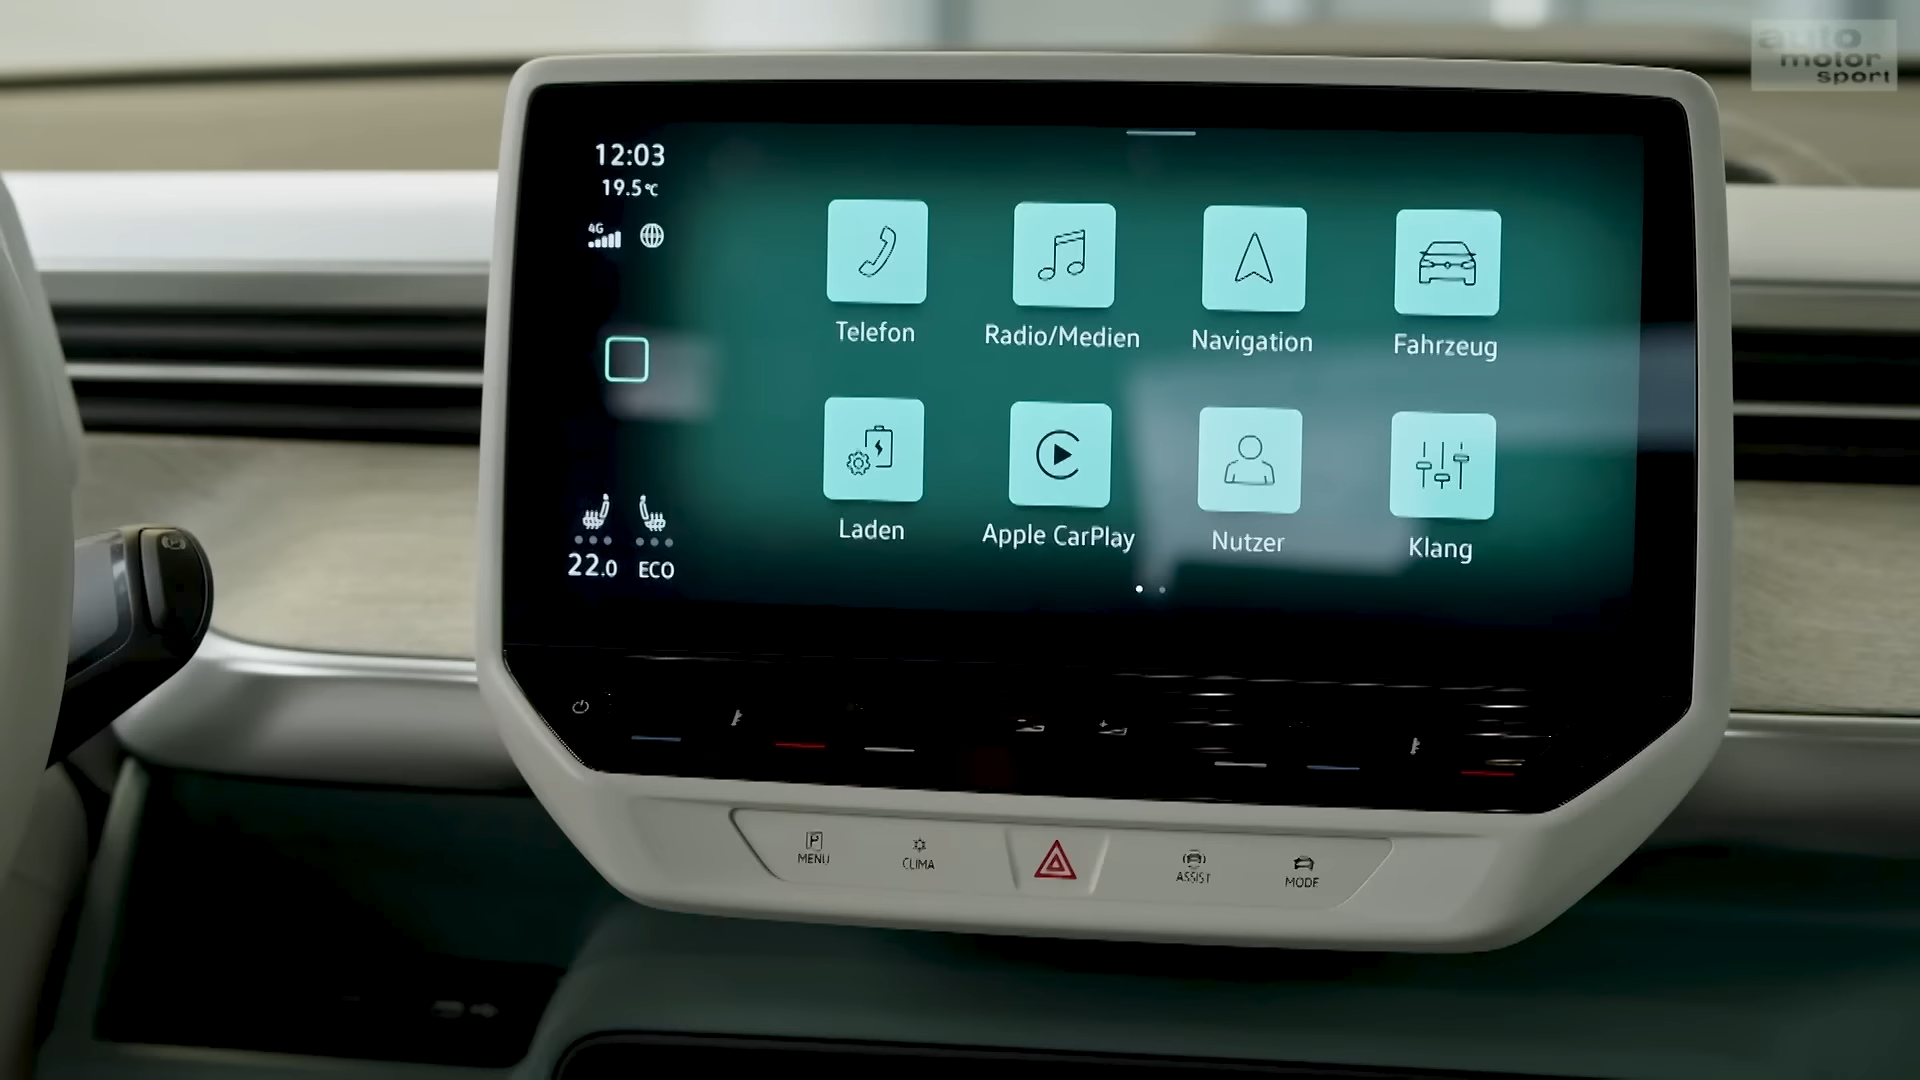 auto
motor
sport
12:03
19.5°C
4G
Telefon
Radio/Medien
Navigation
Fahrzeug
Laden
Apple CarPlay
Nutzer
Klang
22.0
ECO
P
MENU
CLIMA
ASSIST
MODE